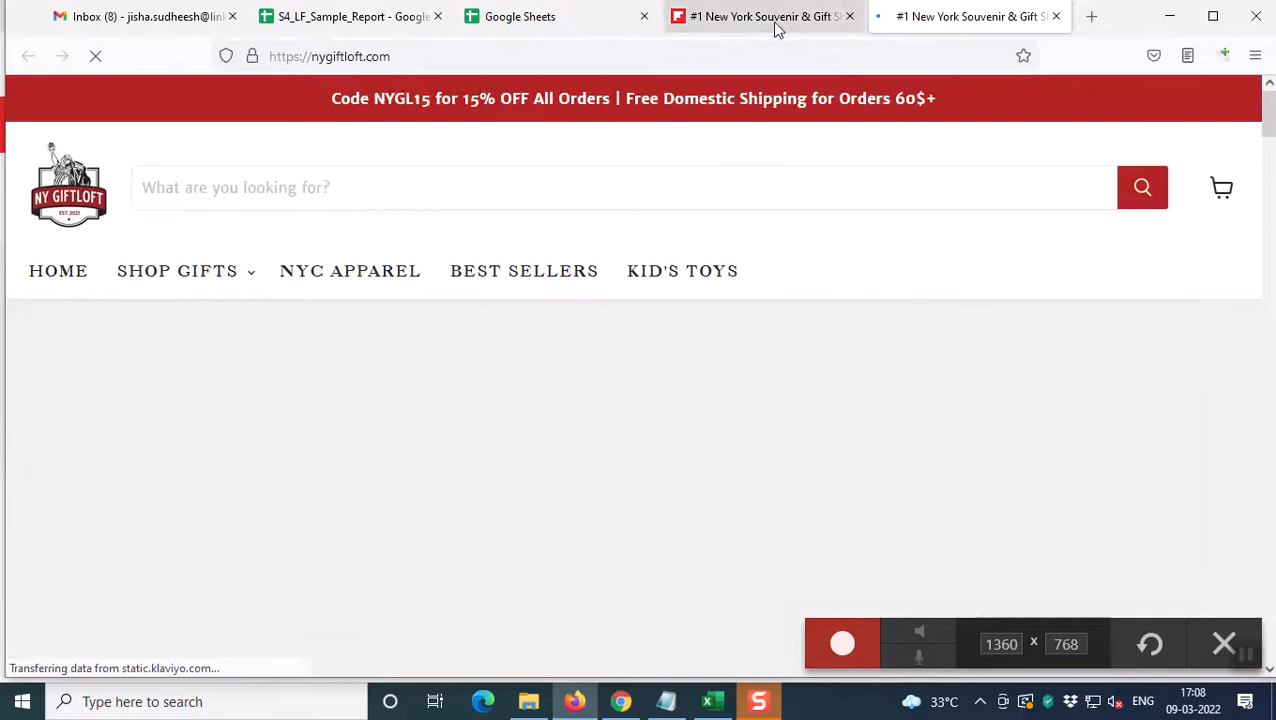 Inbox (8) - jisha.sudheesh@lin
S4_LF_Sample_Report - Google
Google Sheets
#1 New York Souvenir & Gift S
#1 New York Souvenir & Gift S
https://nygiftloft.com
Code NYGL15 for 15% OFF All Orders | Free Domestic Shipping for Orders 60$+
NY GIFTLOFT
EST. 2021
What are you looking for?
HOME
SHOP GIFTS
NYC APPAREL
BEST SELLERS
KID'S TOYS
1360 x 768
Transferring data from static.klaviyo.com...
Type here to search
33°C
ENG
17:08
09-03-2022